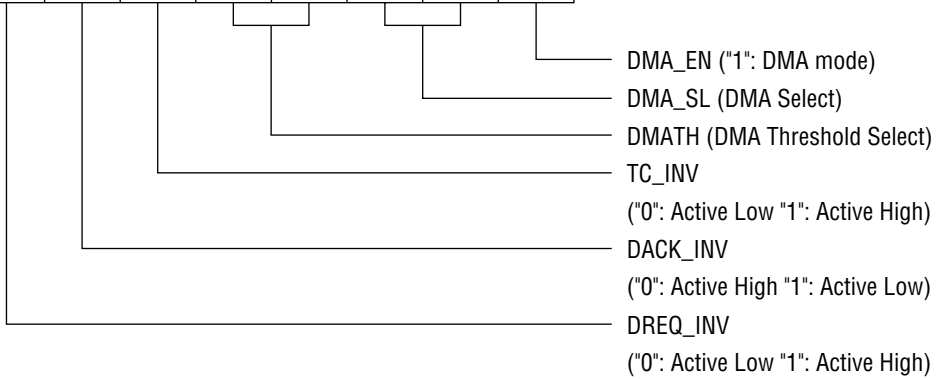 DMA_EN ("1": DMA mode)
DMA_SL (DMA Select)
DMATH (DMA Threshold Select)
TC_INV
("0": Active Low "1": Active High)
DACK_INV
("0": Active High "1": Active Low)
DREQ_INV
("0": Active Low "1": Active High)